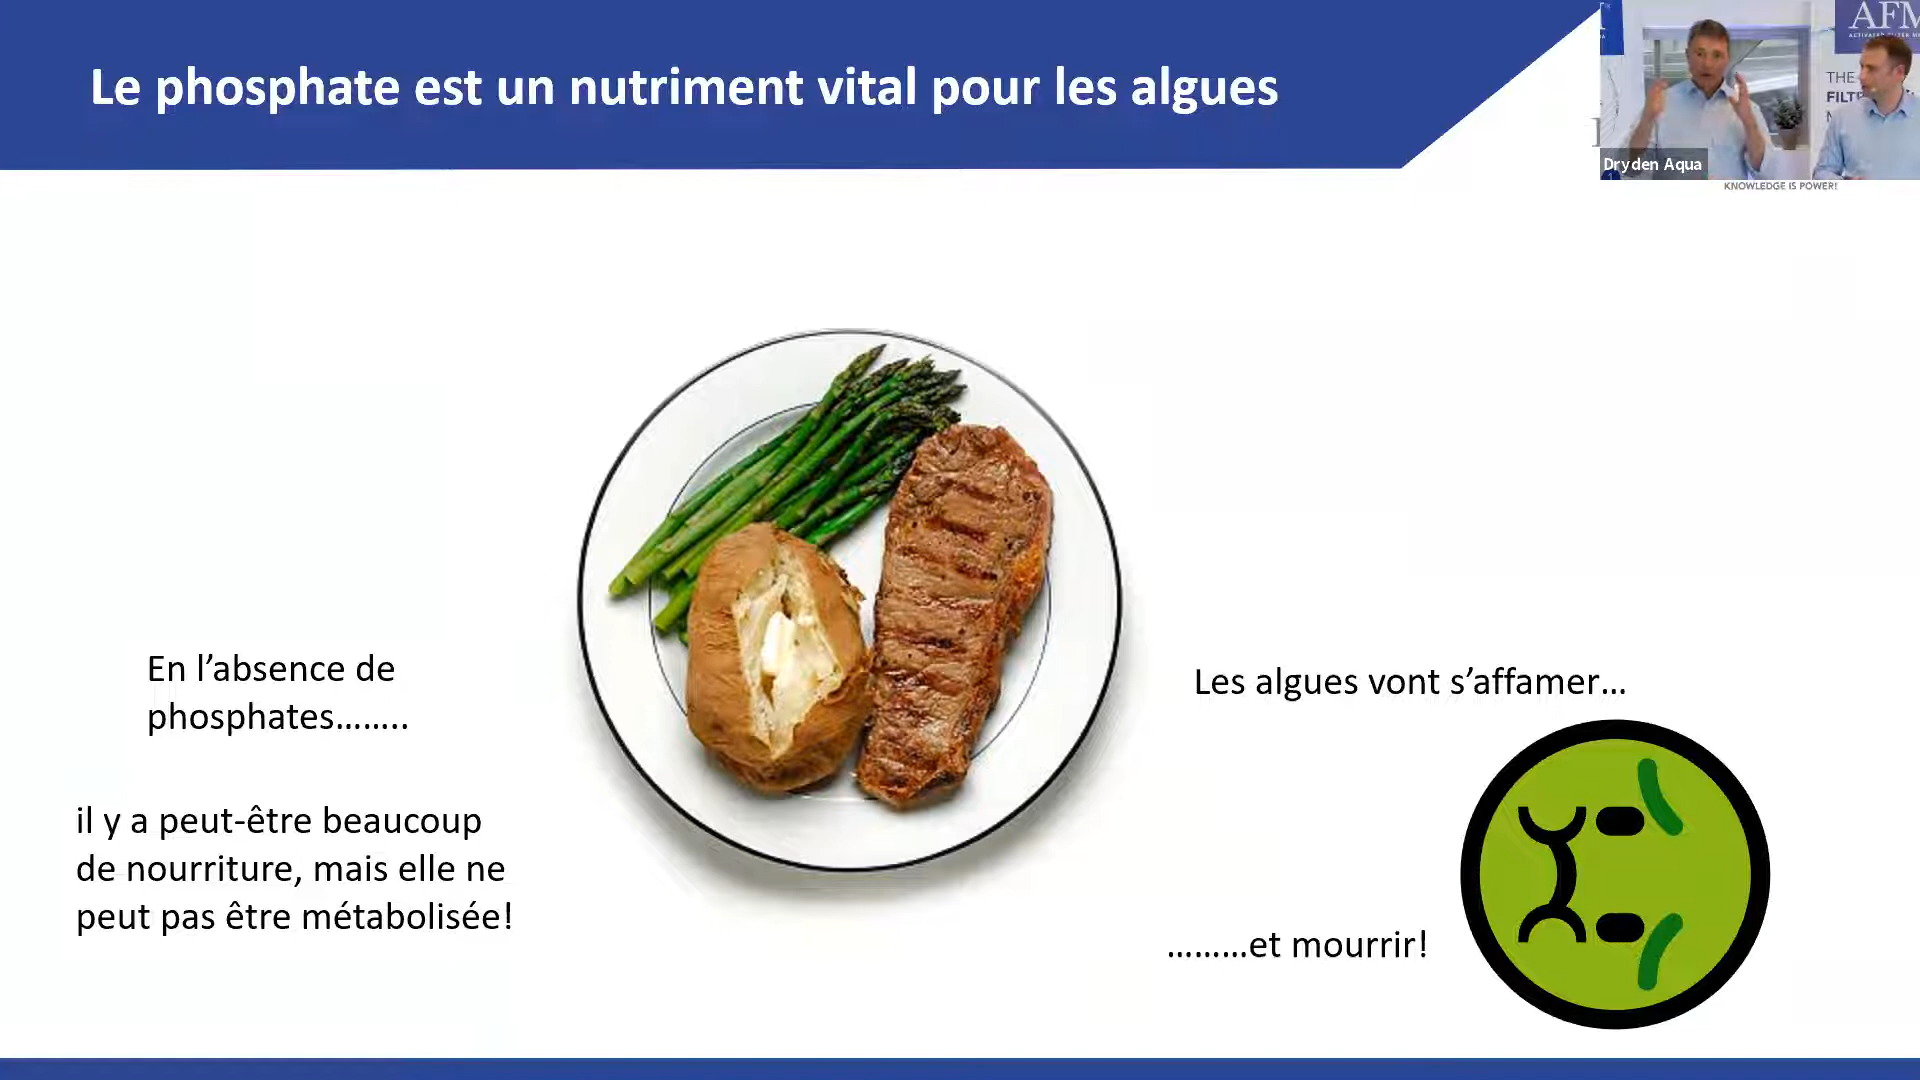 Le phosphate est un nutriment vital pour les algues
AFM
THE
Dryden Aqua
KNOWLEDGE IS POWER!
En l’absence de
phosphates……..
il y a peut-être beaucoup
de nourriture, mais elle ne
peut pas être métabolisée!
Les algues vont s’affamer…
………et mourrir!